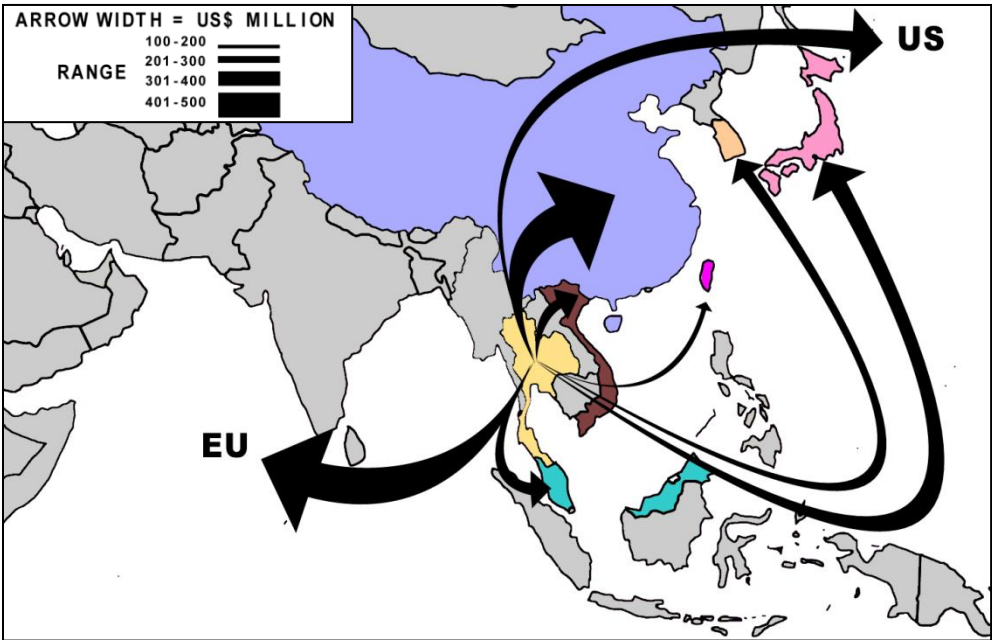 ARROW WIDTH = US$ MILLION
RANGE
100-200
201-300
301-400
401-500
US
EU